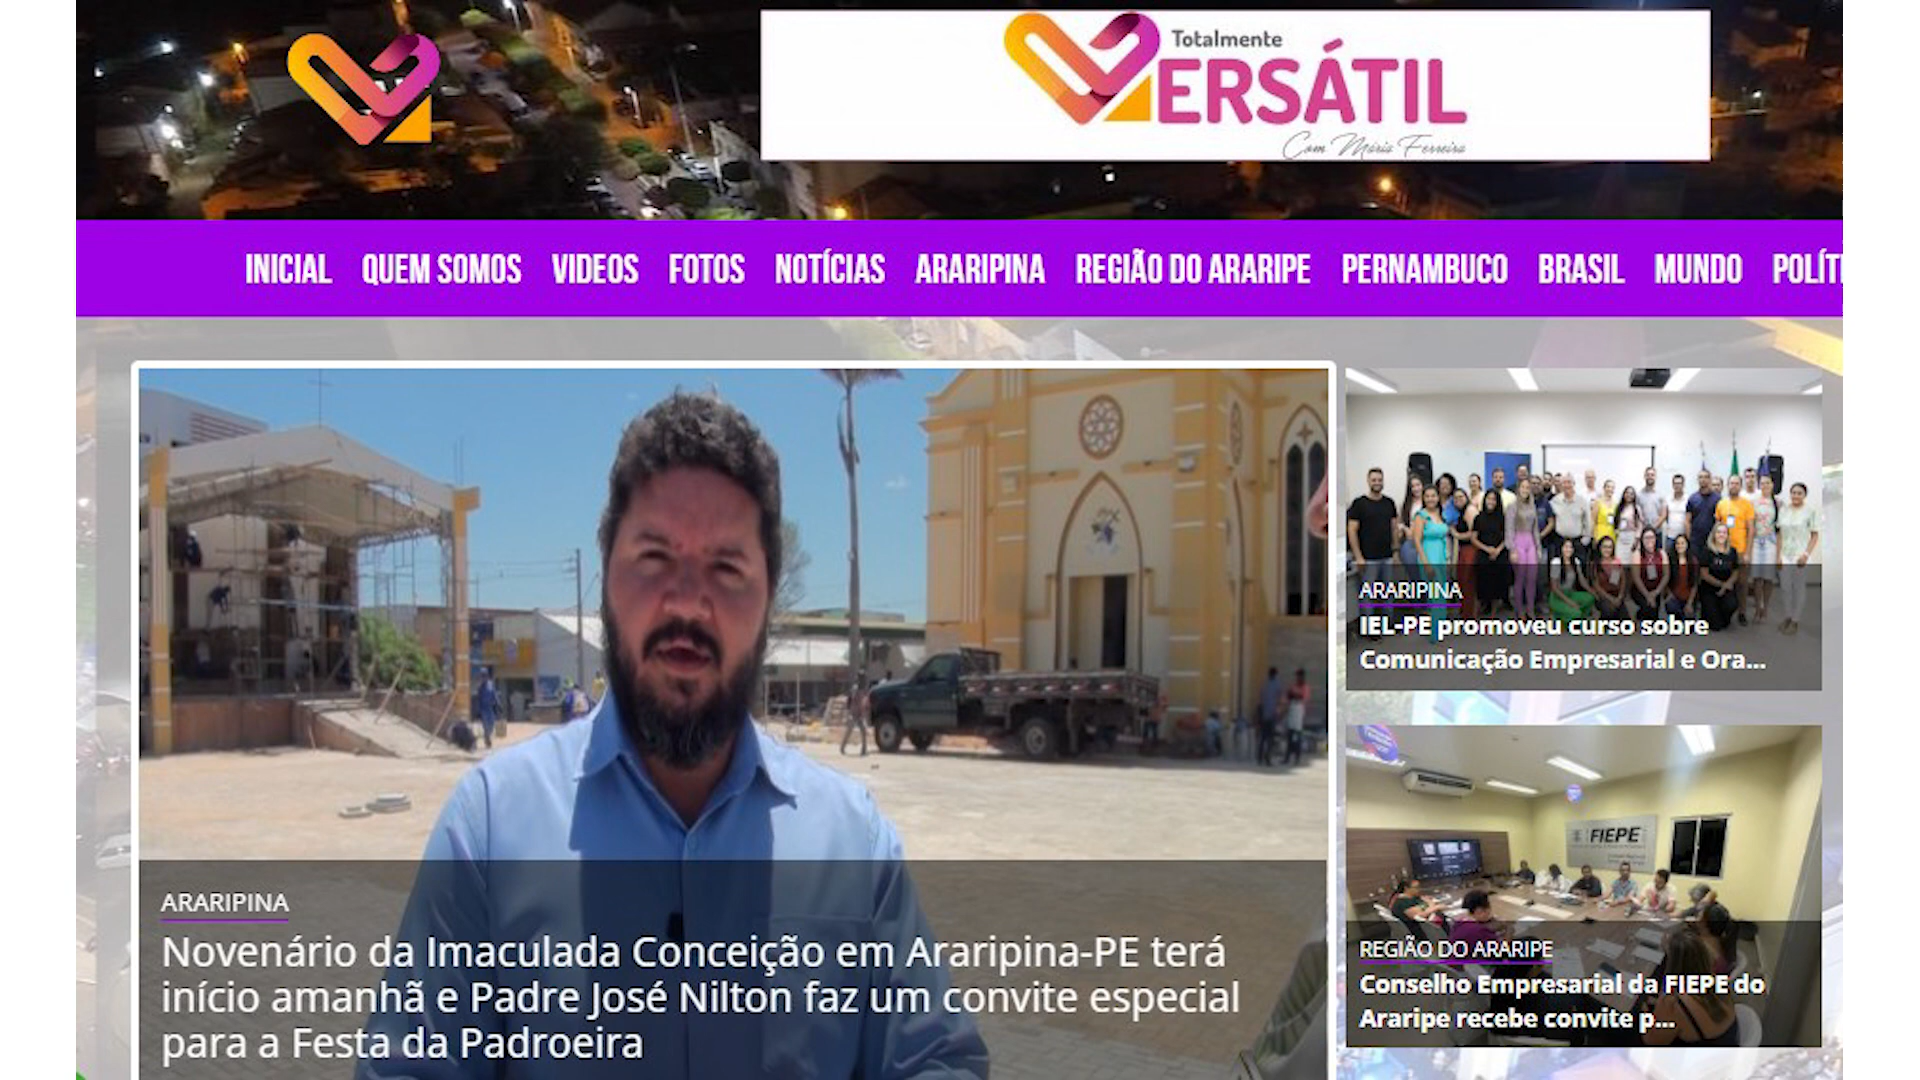 Totalmente
VERSÁTIL
Com Mário Ferreira
INICIAL QUEM SOMOS VIDEOS FOTOS NOTÍCIAS ARARIPINA REGIÃO DO ARARIPE PERNAMBUCO BRASIL MUNDO POLÍTI
ARARIPINA
Novenário da Imaculada Conceição em Araripina-PE terá
início amanhã e Padre José Nilton faz um convite especial
para a Festa da Padroeira
ARARIPINA
IEL-PE promoveu curso sobre
Comunicação Empresarial e Ora...
FIEPE
REGIÃO DO ARARIPE
Conselho Empresarial da FIEPE do
Araripe recebe convite p...